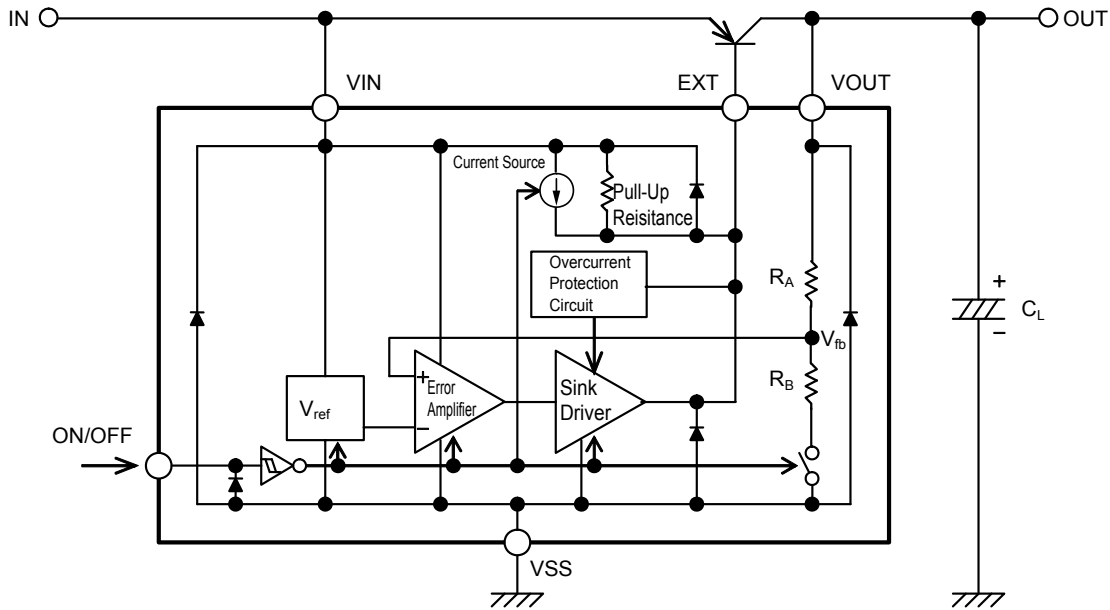 IN
OUT
VIN
EXT
VOUT
Current Source
Pull-Up
Reisitance
Overcurrent
Protection
Circuit
RA
+
CL
−
Vfb
+
Error
Amplifier
−
Sink
Driver
RB
Vref
ON/OFF
VSS